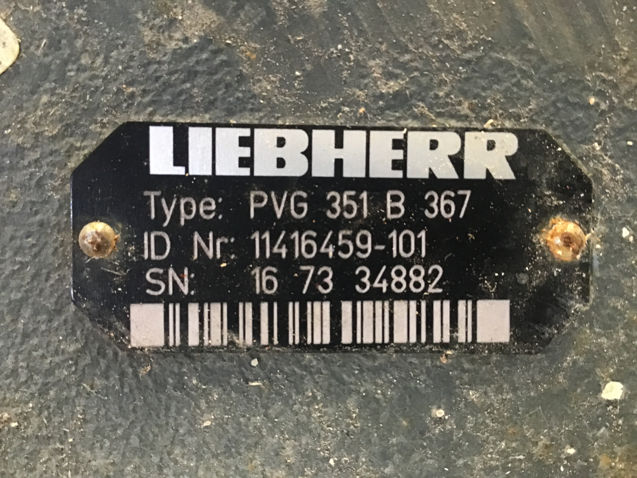 LIEBHERR
Type: PVG 351 B 367
ID Nr: 11416459-101
SN: 16 73 34882